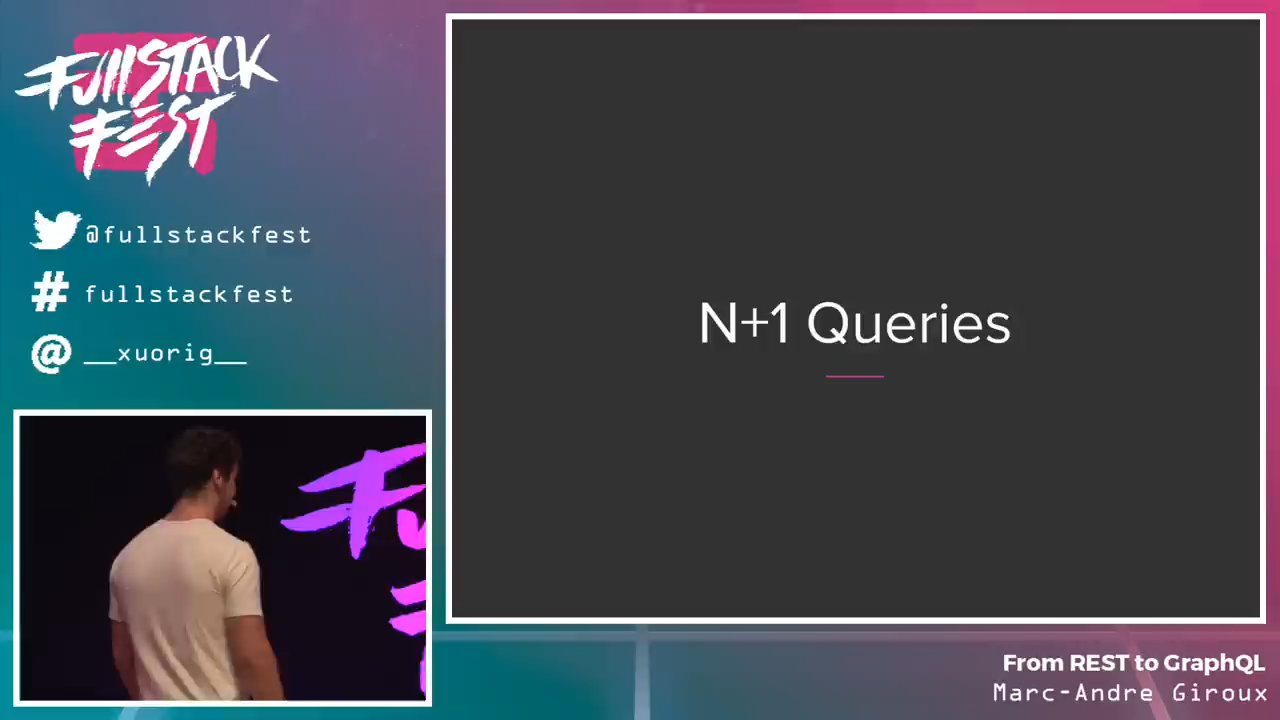 FullSTACK
FEST
@fullstackfest
# fullstackfest
@ __xuorig__
N+1 Queries
From REST to GraphQL
Marc-Andre Giroux